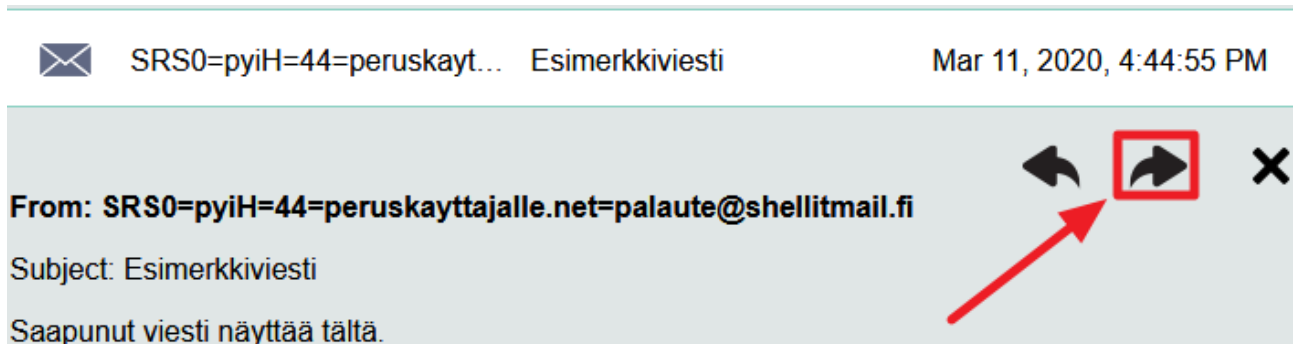 SRS0=pyiH=44=peruskayt... Esimerkkiviesti Mar 11, 2020, 4:44:55 PM
From: SRS0=pyiH=44=peruskayttajalle.net=palaute@shellitmail.fi
Subject: Esimerkkiviesti
Saapunut viesti näyttää tältä.